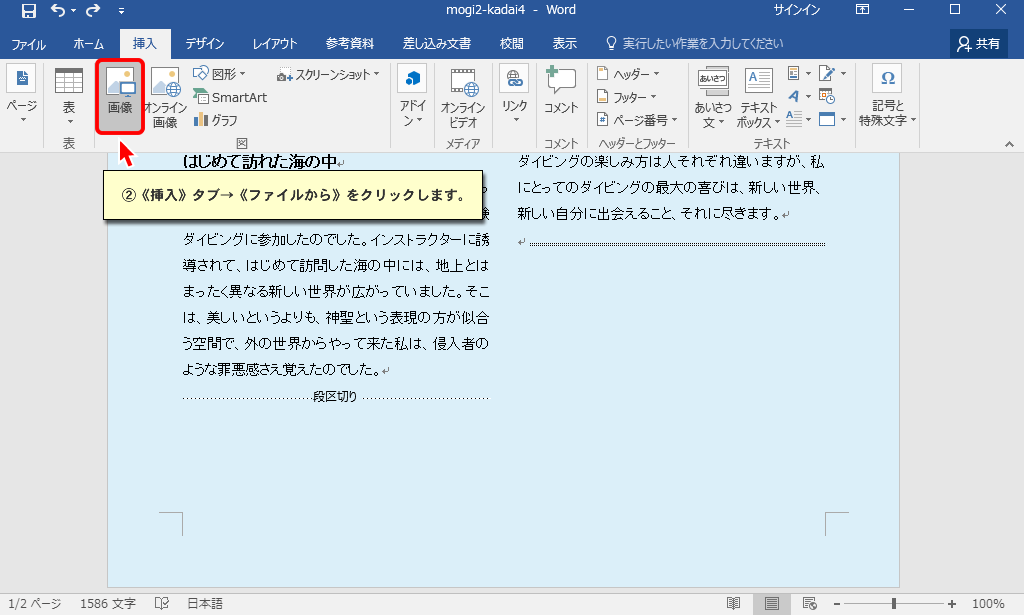 mogi2-kadai4 - Word
サインイン
ファイル ホーム 挿入 デザイン レイアウト 参考資料 差し込み文書 校閲 表示 実行したい作業を入力してください 共有
ページ
表
画像
オンライン画像
図形
SmartArt
グラフ
スクリーンショット
アドイン
オンラインビデオ
リンク
コメント
ヘッダー
フッター
ページ番号
あいさつ
あいさつ文
テキストボックス
記号と特殊文字
表 図 メディア コメント ヘッダーとフッター テキスト
はじめて訪れた海の中
②《挿入》タブ→《ファイルから》をクリックします。
ダイビングに参加したのでした。インストラクターに誘
導されて、はじめて訪問した海の中には、地上とは
まったく異なる新しい世界が広がっていました。そこ
は、美しいというよりも、神聖という表現の方が似合
う空間で、外の世界からやって来た私は、侵入者の
ような罪悪感さえ覚えたのでした。
段区切り
ダイビングの楽しみ方は人それぞれ違いますが、私
にとってのダイビングの最大の喜びは、新しい世界、
新しい自分に出会えること、それに尽きます。
1/2 ページ 1586 文字 日本語 100%